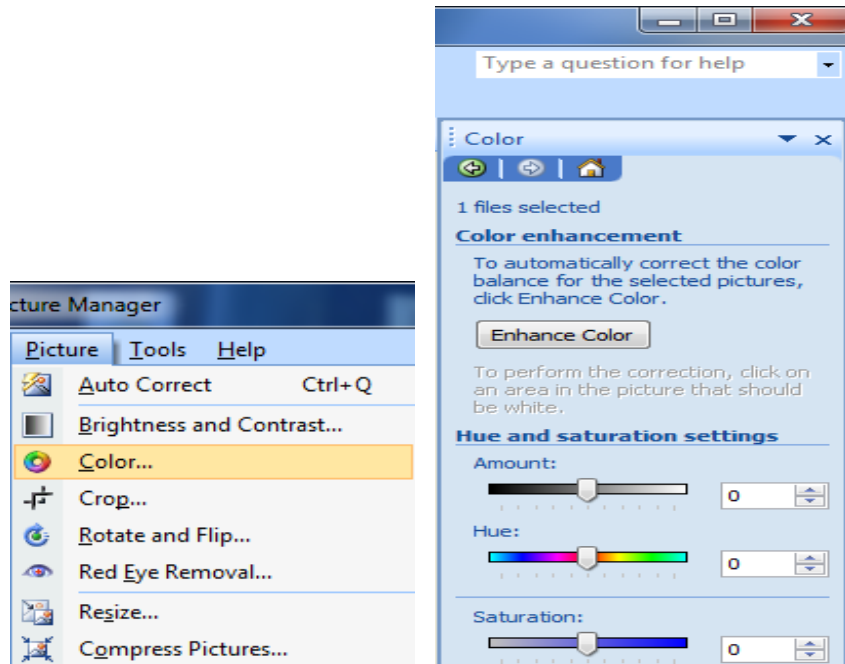 cture Manager
Picture Tools Help
Auto Correct Ctrl+Q
Brightness and Contrast...
Color...
Crop...
Rotate and Flip...
Red Eye Removal...
Resize...
Compress Pictures...
Type a question for help
Color
1 files selected
Color enhancement
To automatically correct the color
balance for the selected pictures,
click Enhance Color.
Enhance Color
To perform the correction, click on
an area in the picture that should
be white.
Hue and saturation settings
Amount:
0
Hue:
0
Saturation:
0